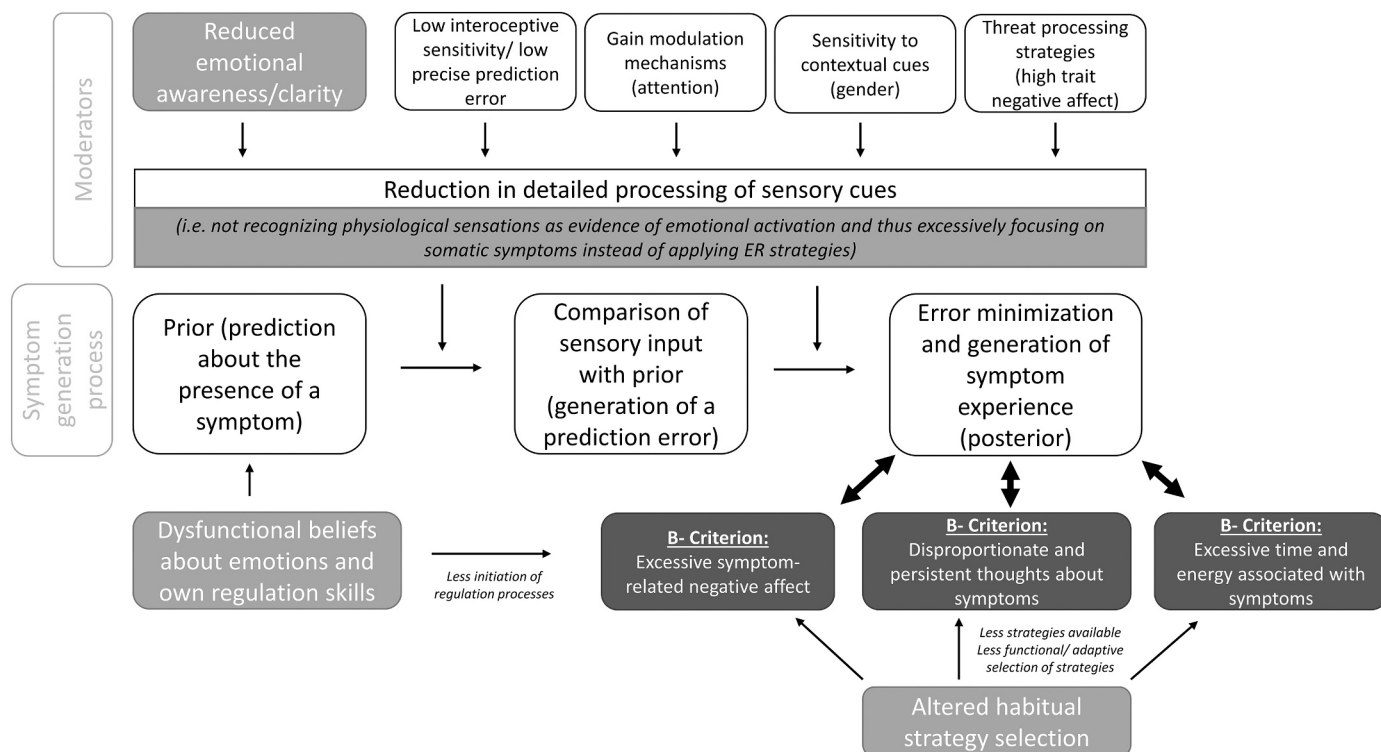 Moderators
Reduced
emotional
awareness/clarity
Low interoceptive
sensitivity/ low
precise prediction
error
Gain modulation
mechanisms
(attention)
Sensitivity to
contextual cues
(gender)
Threat processing
strategies
(high trait
negative affect)
Reduction in detailed processing of sensory cues
(i.e. not recognizing physiological sensations as evidence of emotional activation and thus excessively focusing on
somatic symptoms instead of applying ER strategies)
Symptom
generation
process
Prior (prediction
about the
presence of a
symptom)
Comparison of
sensory input
with prior
(generation of a
prediction error)
Error minimization
and generation of
symptom
experience
(posterior)
Dysfunctional beliefs
about emotions and
own regulation skills
Less initiation of
regulation processes
B- Criterion:
Excessive symptom-
related negative affect
B- Criterion:
Disproportionate and
persistent thoughts about
symptoms
B- Criterion:
Excessive time and
energy associated with
symptoms
Less strategies available
Less functional/ adaptive
selection of strategies
Altered habitual
strategy selection